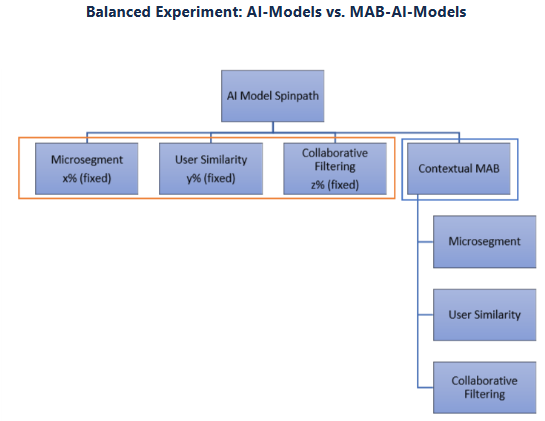 Balanced Experiment: AI-Models vs. MAB-AI-Models
AI Model Spinpath
Microsegment
x% (fixed)
User Similarity
y% (fixed)
Collaborative
Filtering
z% (fixed)
Contextual MAB
Microsegment
User Similarity
Collaborative
Filtering